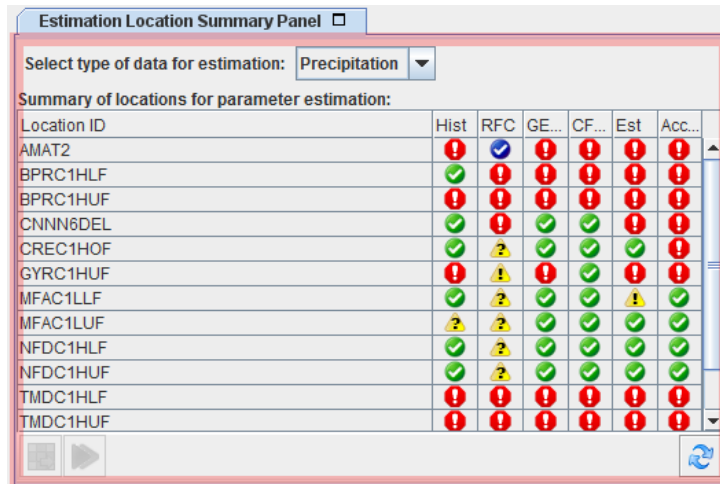 Estimation Location Summary Panel
Select type of data for estimation: Precipitation
Summary of locations for parameter estimation:
Location ID Hist RFC GE... CF... Est Acc...
AMAT2
BPRC1HLF
BPRC1HUF
CNNN6DEL
CREC1HOF
GYRC1HUF
MFAC1LLF
MFAC1LUF
NFDC1HLF
NFDC1HUF
TMDC1HLF
TMDC1HUF